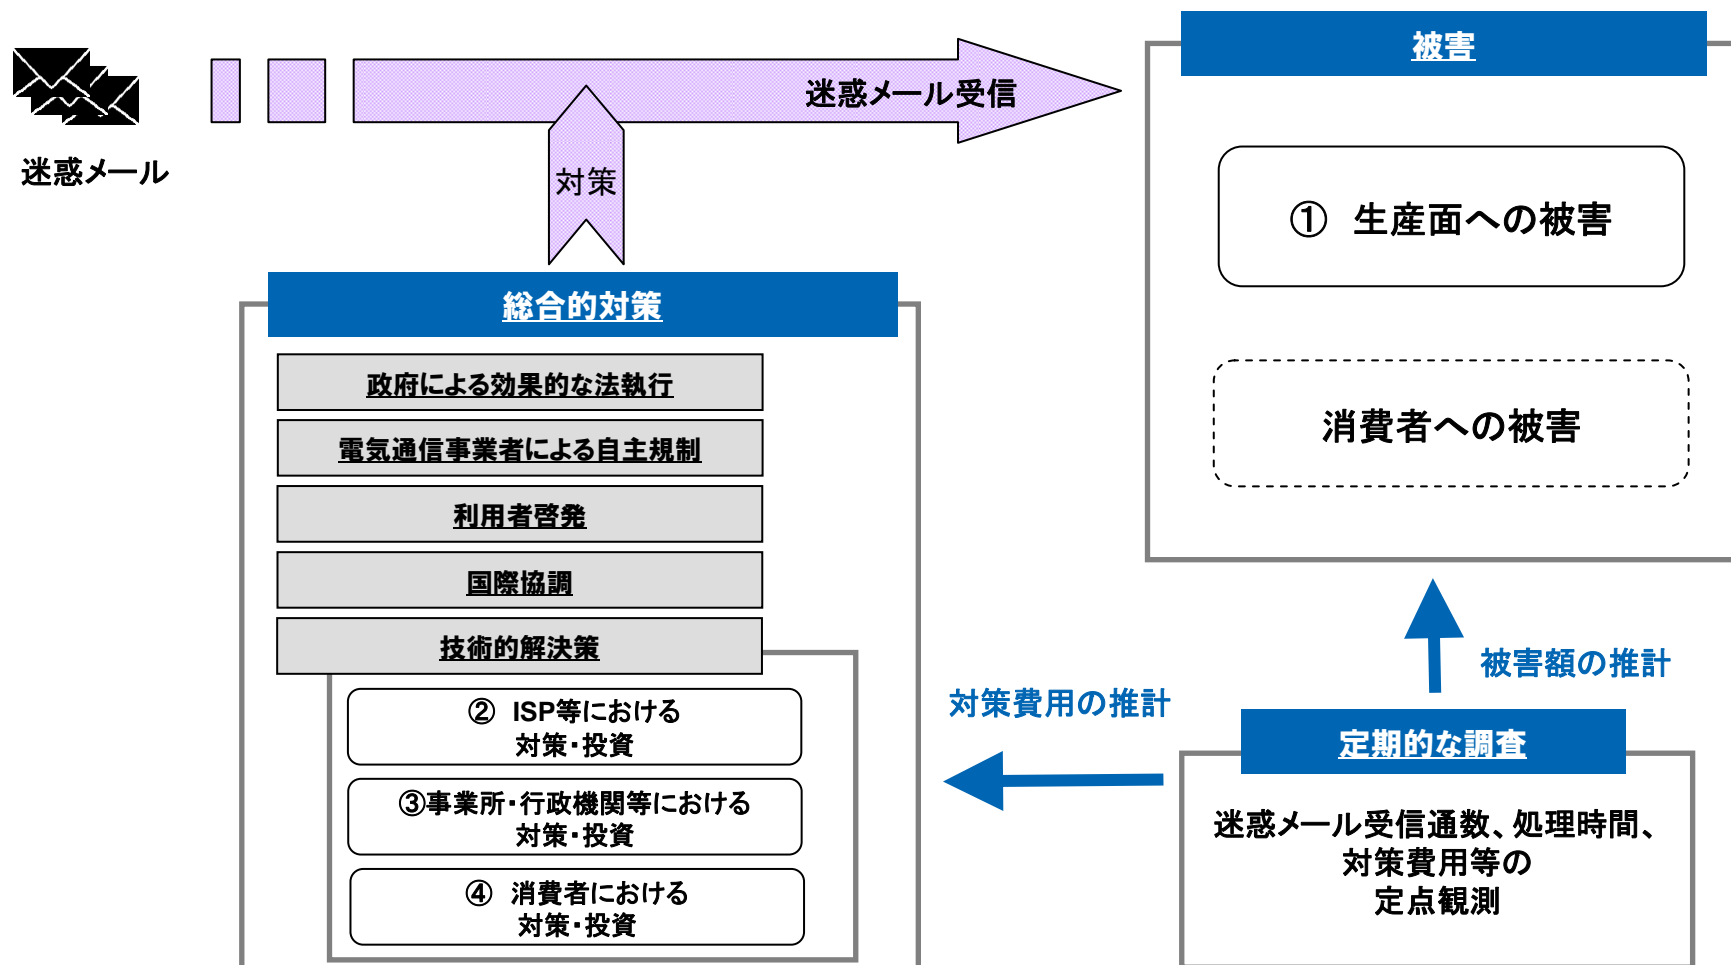 迷惑メール
迷惑メール受信
対策
被害
① 生産面への被害
消費者への被害
総合的対策
政府による効果的な法執行
電気通信事業者による自主規制
利用者啓発
国際協調
技術的解決策
② ISP等における
対策・投資
③事業所・行政機関等における
対策・投資
④ 消費者における
対策・投資
対策費用の推計
被害額の推計
定期的な調査
迷惑メール受信通数、処理時間、
対策費用等の
定点観測